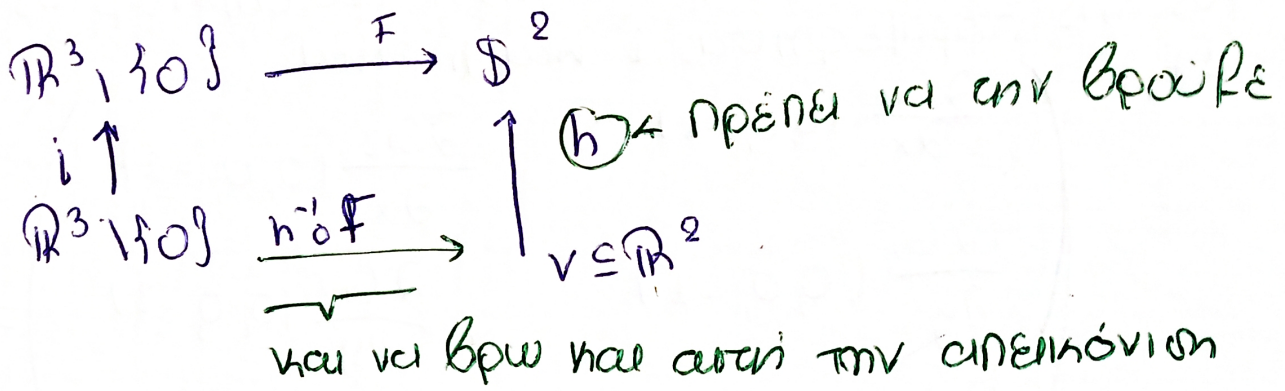 ℝ³\{0} F 𝕊²
i h πρέπει να την βρούμε
ℝ³\{0} h⁻¹∘F V ⊆ ℝ²
και να βρω και αυτή την απεικόνιση